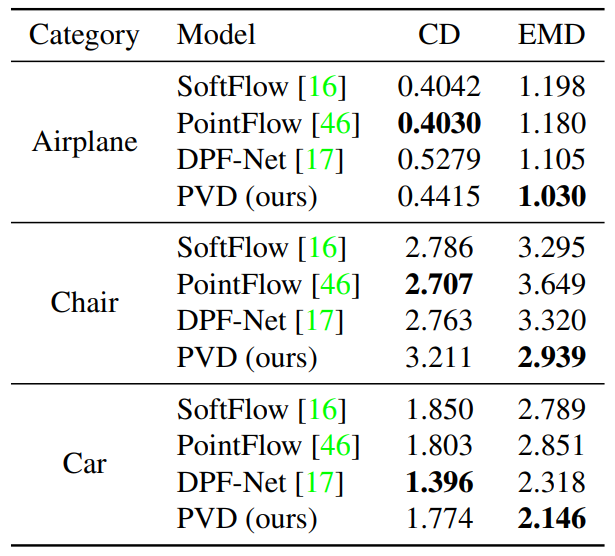 Category Model CD EMD
SoftFlow [16] 0.4042 1.198
PointFlow [46] 0.4030 1.180
Airplane
DPF-Net [17] 0.5279 1.105
PVD (ours) 0.4415 1.030
SoftFlow [16] 2.786 3.295
PointFlow [46] 2.707 3.649
Chair
DPF-Net [17] 2.763 3.320
PVD (ours) 3.211 2.939
SoftFlow [16] 1.850 2.789
PointFlow [46] 1.803 2.851
Car
DPF-Net [17] 1.396 2.318
PVD (ours) 1.774 2.146